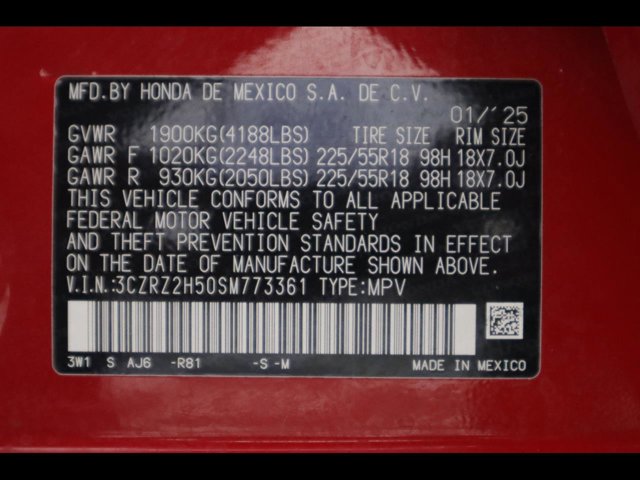 MFD.BY HONDA DE MEXICO S.A. DE C.V.
01/'25
GVWR 1900KG(4188LBS) TIRE SIZE RIM SIZE
GAWR F 1020KG(2248LBS) 225/55R18 98H 18X7.0J
GAWR R 930KG(2050LBS) 225/55R18 98H 18X7.0J
THIS VEHICLE CONFORMS TO ALL APPLICABLE
FEDERAL MOTOR VEHICLE SAFETY
AND THEFT PREVENTION STANDARDS IN EFFECT
ON THE DATE OF MANUFACTURE SHOWN ABOVE.
V.I.N.:3CZRZ2H50SM773361 TYPE:MPV
3W1 S AJ6 -R81 -S -M MADE IN MEXICO